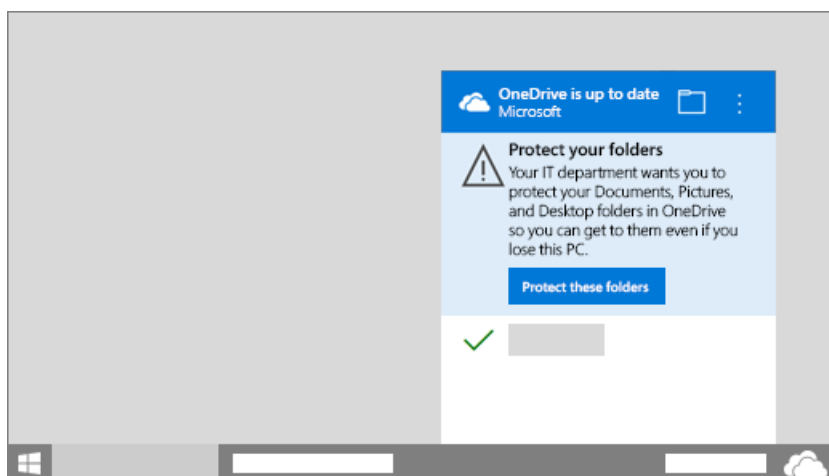 OneDrive is up to date
Microsoft
Protect your folders
Your IT department wants you to
protect your Documents, Pictures,
and Desktop folders in OneDrive
so you can get to them even if you
lose this PC.
Protect these folders